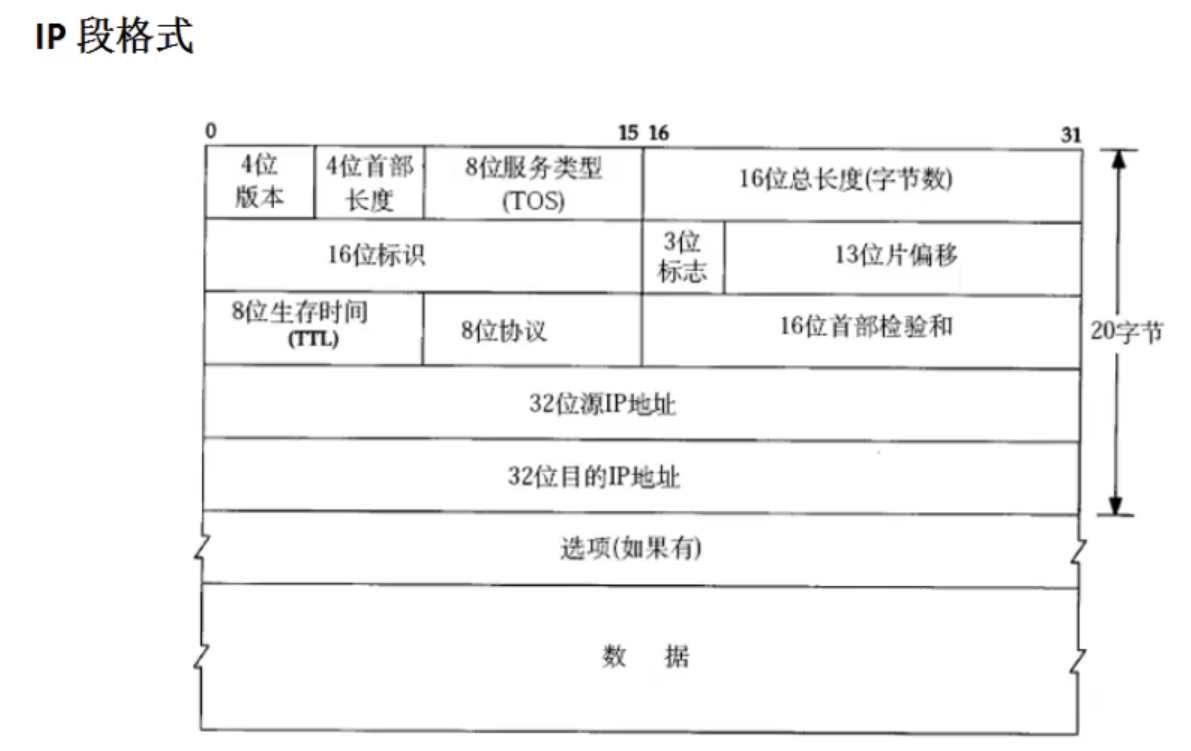 IP 段格式
0 15 16 31
4位
版本
4位首部
长度
8位服务类型
(TOS)
16位总长度(字节数)
16位标识
3位
标志
13位片偏移
8位生存时间
(TTL)
8位协议
16位首部检验和
20字节
32位源IP地址
32位目的IP地址
选项(如果有)
数 据